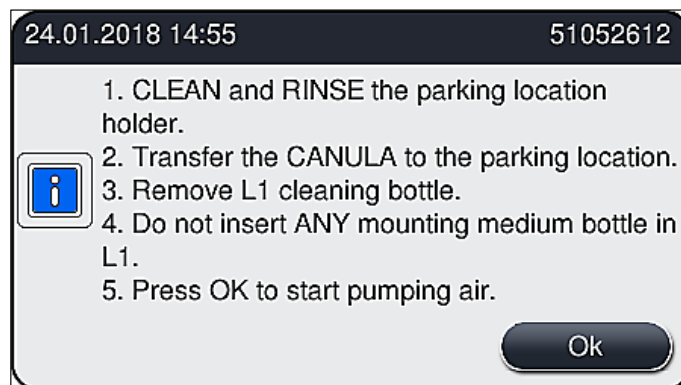 24.01.2018 14:55 51052612
1. CLEAN and RINSE the parking location
holder.
2. Transfer the CANULA to the parking location.
3. Remove L1 cleaning bottle.
4. Do not insert ANY mounting medium bottle in
L1.
5. Press OK to start pumping air.
Ok